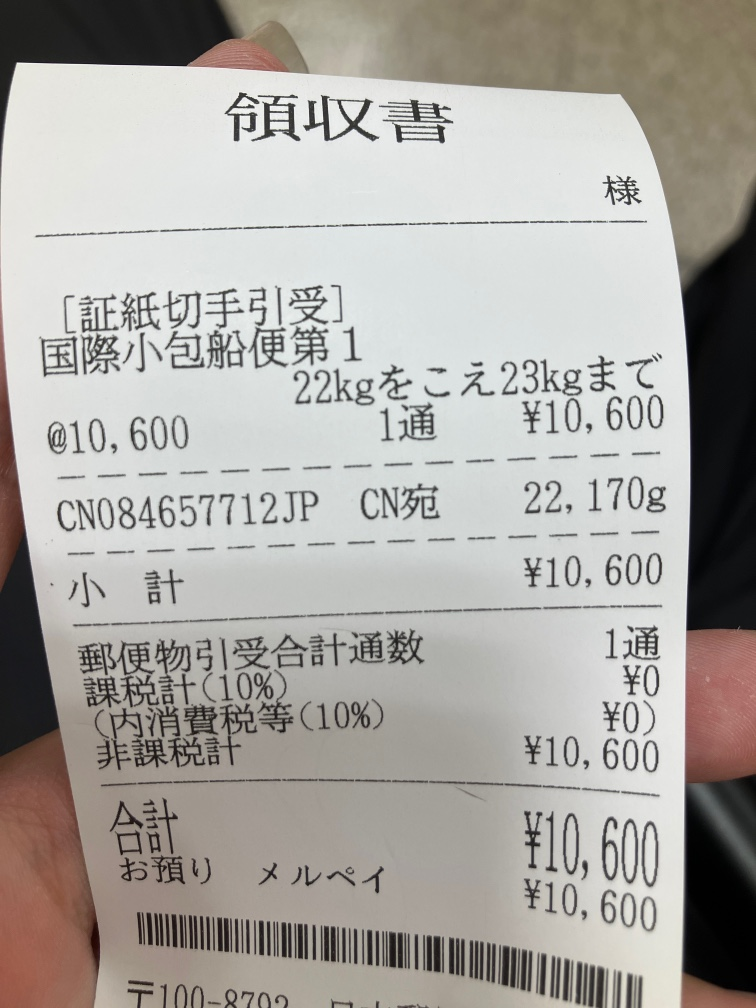 領収書
様
[証紙切手引受]
国際小包船便第1
22kgをこえ23kgまで
@10,600 1通 ¥10,600
CN084657712JP CN宛 22,170g
小 計 ¥10,600
郵便物引受合計通数 1通
課税計(10%) ¥0
(内消費税等(10%) ¥0)
非課税計 ¥10,600
合計 ¥10,600
お預り メルペイ ¥10,600
〒100-8792